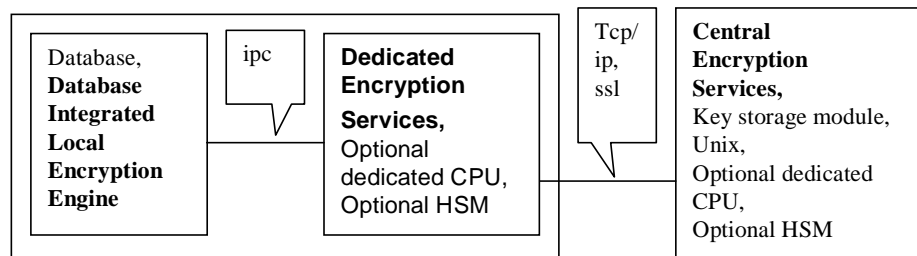 Database,
Database
Integrated
Local
Encryption
Engine
ipc
Dedicated
Encryption
Services,
Optional
dedicated CPU,
Optional HSM
Tcp/
ip,
ssl
Central
Encryption
Services,
Key storage module,
Unix,
Optional dedicated
CPU,
Optional HSM